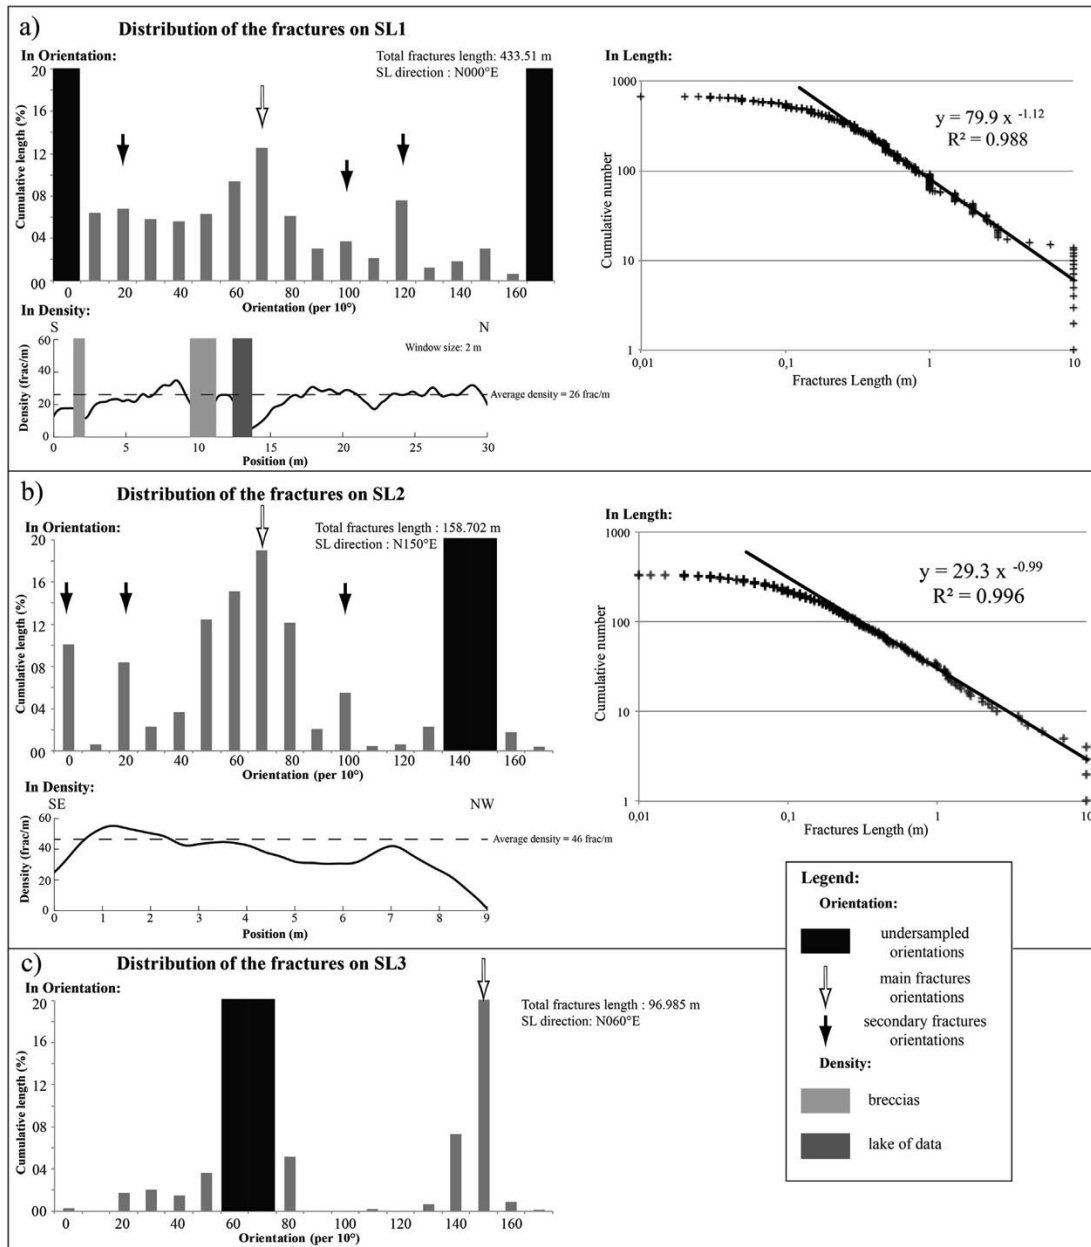 a)
Distribution of the fractures on SL1
In Orientation:
Total fractures length: 433.51 m
SL direction : N000°E
Cumulative length (%)
20
16
12
08
04
00
0 20 40 60 80 100 120 140 160
Orientation (per 10°)
In Length:
y = 79.9 x -1.12
R² = 0.988
Cumulative number
1000
100
10
1
0,01 0,1 1 10
Fractures Length (m)
In Density:
S N
Window size: 2 m
Density (frac/m)
60
40
20
0
Average density = 26 frac/m
0 5 10 15 20 25 30
Position (m)
b)
Distribution of the fractures on SL2
In Orientation:
Total fractures length : 158.702 m
SL direction : N150°E
Cumulative length (%)
20
16
12
08
04
00
0 20 40 60 80 100 120 140 160
Orientation (per 10°)
In Length:
y = 29.3 x -0.99
R² = 0.996
Cumulative number
1000
100
10
1
0,01 0,1 1 10
Fractures Length (m)
In Density:
SE NW
Density (frac/m)
60
40
20
0
Average density = 46 frac/m
0 1 2 3 4 5 6 7 8 9
Position (m)
c)
Distribution of the fractures on SL3
In Orientation:
Total fractures length : 96.985 m
SL direction: N060°E
Cumulative length (%)
20
16
12
08
04
00
0 20 40 60 80 100 120 140 160
Orientation (per 10°)
Legend:
Orientation:
undersampled
orientations
main fractures
orientations
secondary fractures
orientations
Density:
breccias
lake of data